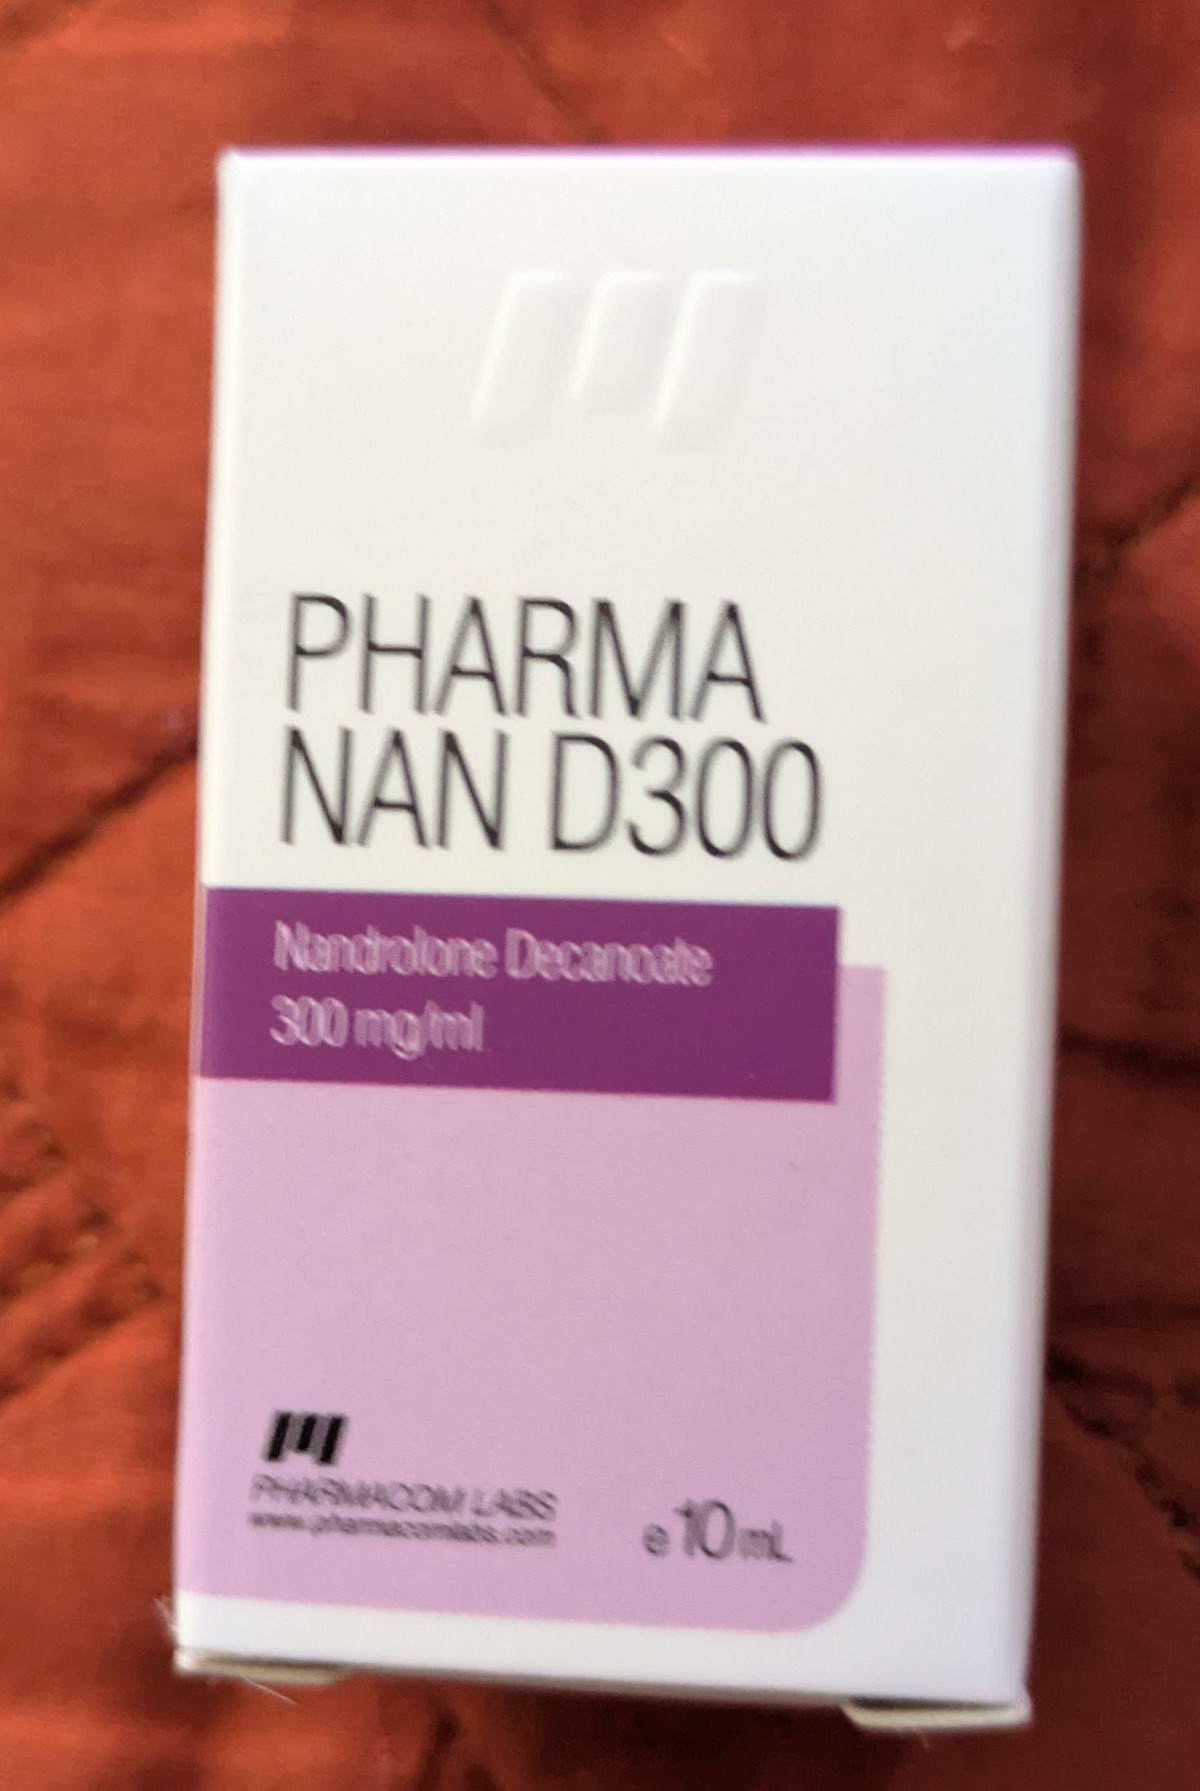 PHARMA
NAN D300
Nandrolone Decanoate
300 mg/ml
PHARMACOM LABS
www.pharmacomlabs.com
e 10 mL